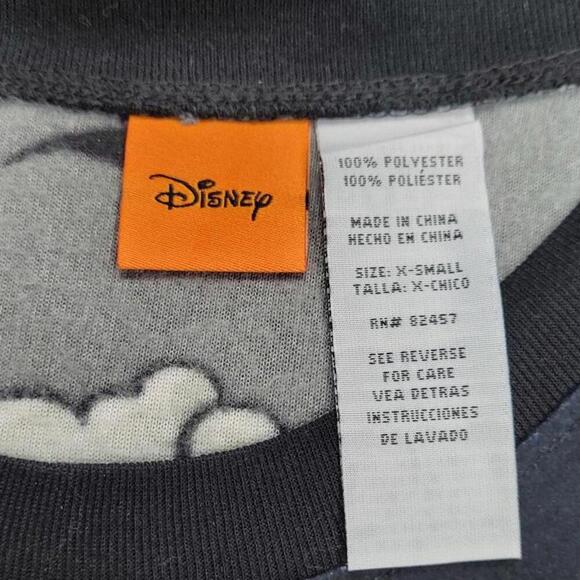 Disney
100% POLYESTER
100% POLIÉSTER
MADE IN CHINA
HECHO EN CHINA
SIZE: X-SMALL
TALLA: X-CHICO
RN# 82457
SEE REVERSE
FOR CARE
VEA DETRAS
INSTRUCCIONES
DE LAVADO